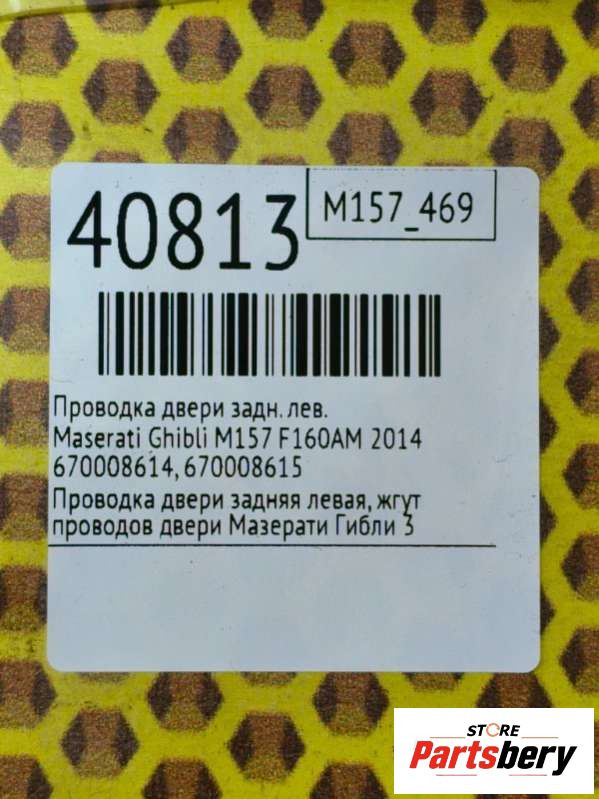 40813
M157_469
Проводка двери задн. лев.
Maserati Ghibli M157 F160AM 2014
670008614, 670008615
Проводка двери задняя левая, жгут
проводов двери Мазерати Гибли 3
STORE
Partsbery